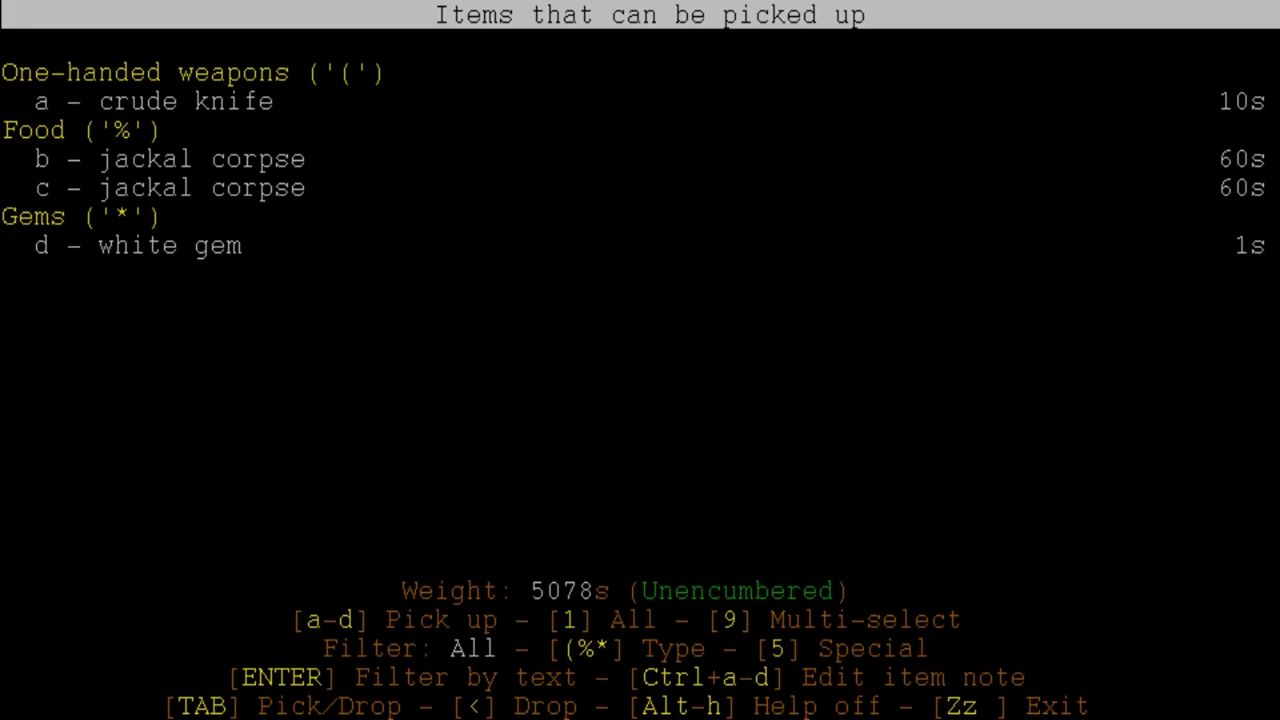 Items that can be picked up
One-handed weapons ('(')
a - crude knife 10s
Food ('%')
b - jackal corpse 60s
c - jackal corpse 60s
Gems ('*')
d - white gem 1s
Weight: 5078s (Unencumbered)
[a-d] Pick up - [1] All - [9] Multi-select
Filter: All - [(%*] Type - [5] Special
[ENTER] Filter by text - [Ctrl+a-d] Edit item note
[TAB] Pick/Drop - [<] Drop - [Alt-h] Help off - [Zz ] Exit